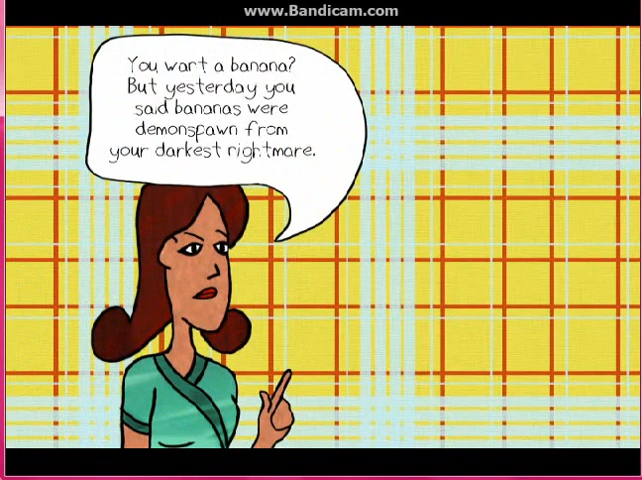 www.Bandicam.com
You want a banana?
But yesterday you
said bananas were
demonspawn from
your darkest nightmare.